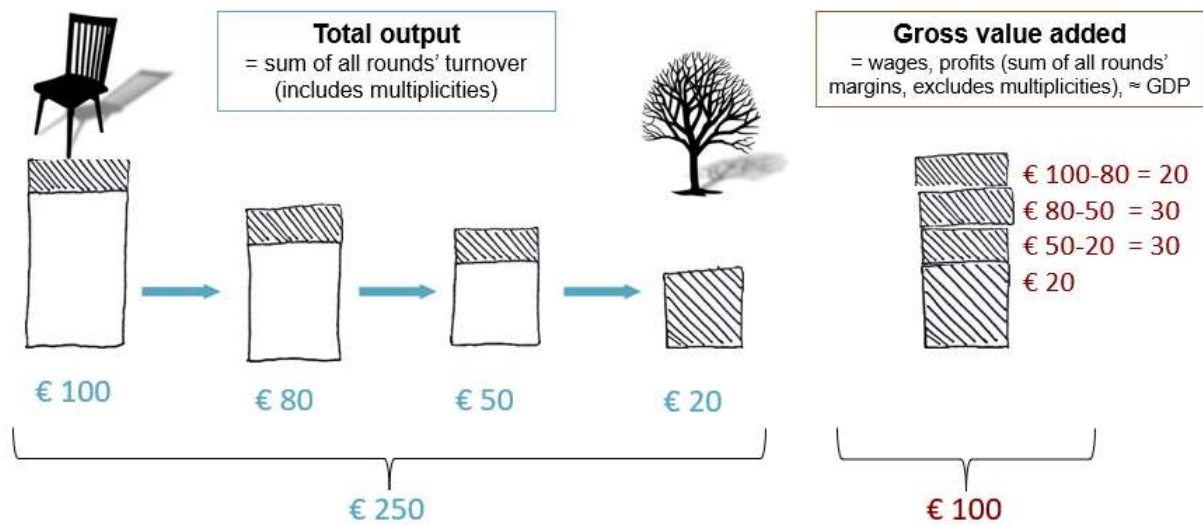 Total output
= sum of all rounds' turnover
(includes multiplicities)
Gross value added
= wages, profits (sum of all rounds'
margins, excludes multiplicities), ≈ GDP
€ 100-80 = 20
€ 80-50 = 30
€ 50-20 = 30
€ 20
€ 100
€ 80
€ 50
€ 20
€ 250
€ 100